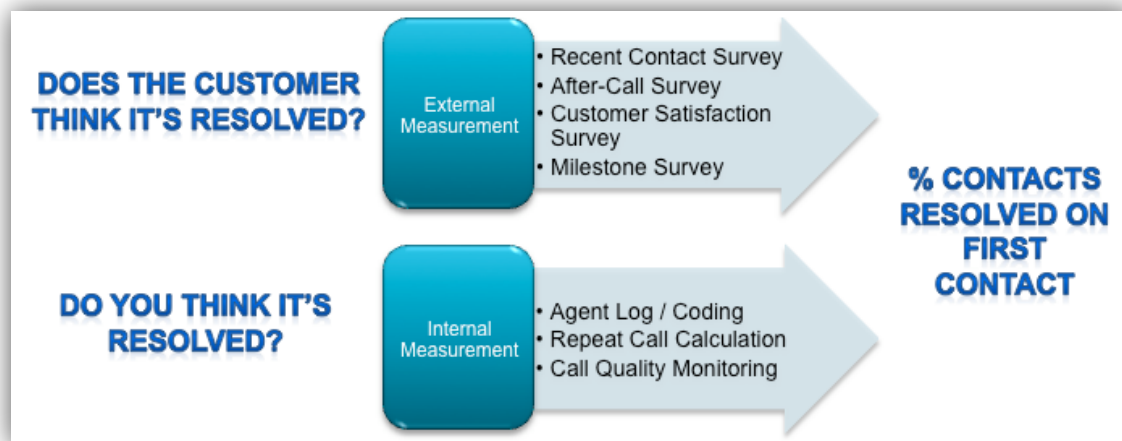 DOES THE CUSTOMER
THINK IT'S RESOLVED?
External
Measurement
• Recent Contact Survey
• After-Call Survey
• Customer Satisfaction
Survey
• Milestone Survey
DO YOU THINK IT'S
RESOLVED?
Internal
Measurement
• Agent Log / Coding
• Repeat Call Calculation
• Call Quality Monitoring
% CONTACTS
RESOLVED ON
FIRST
CONTACT